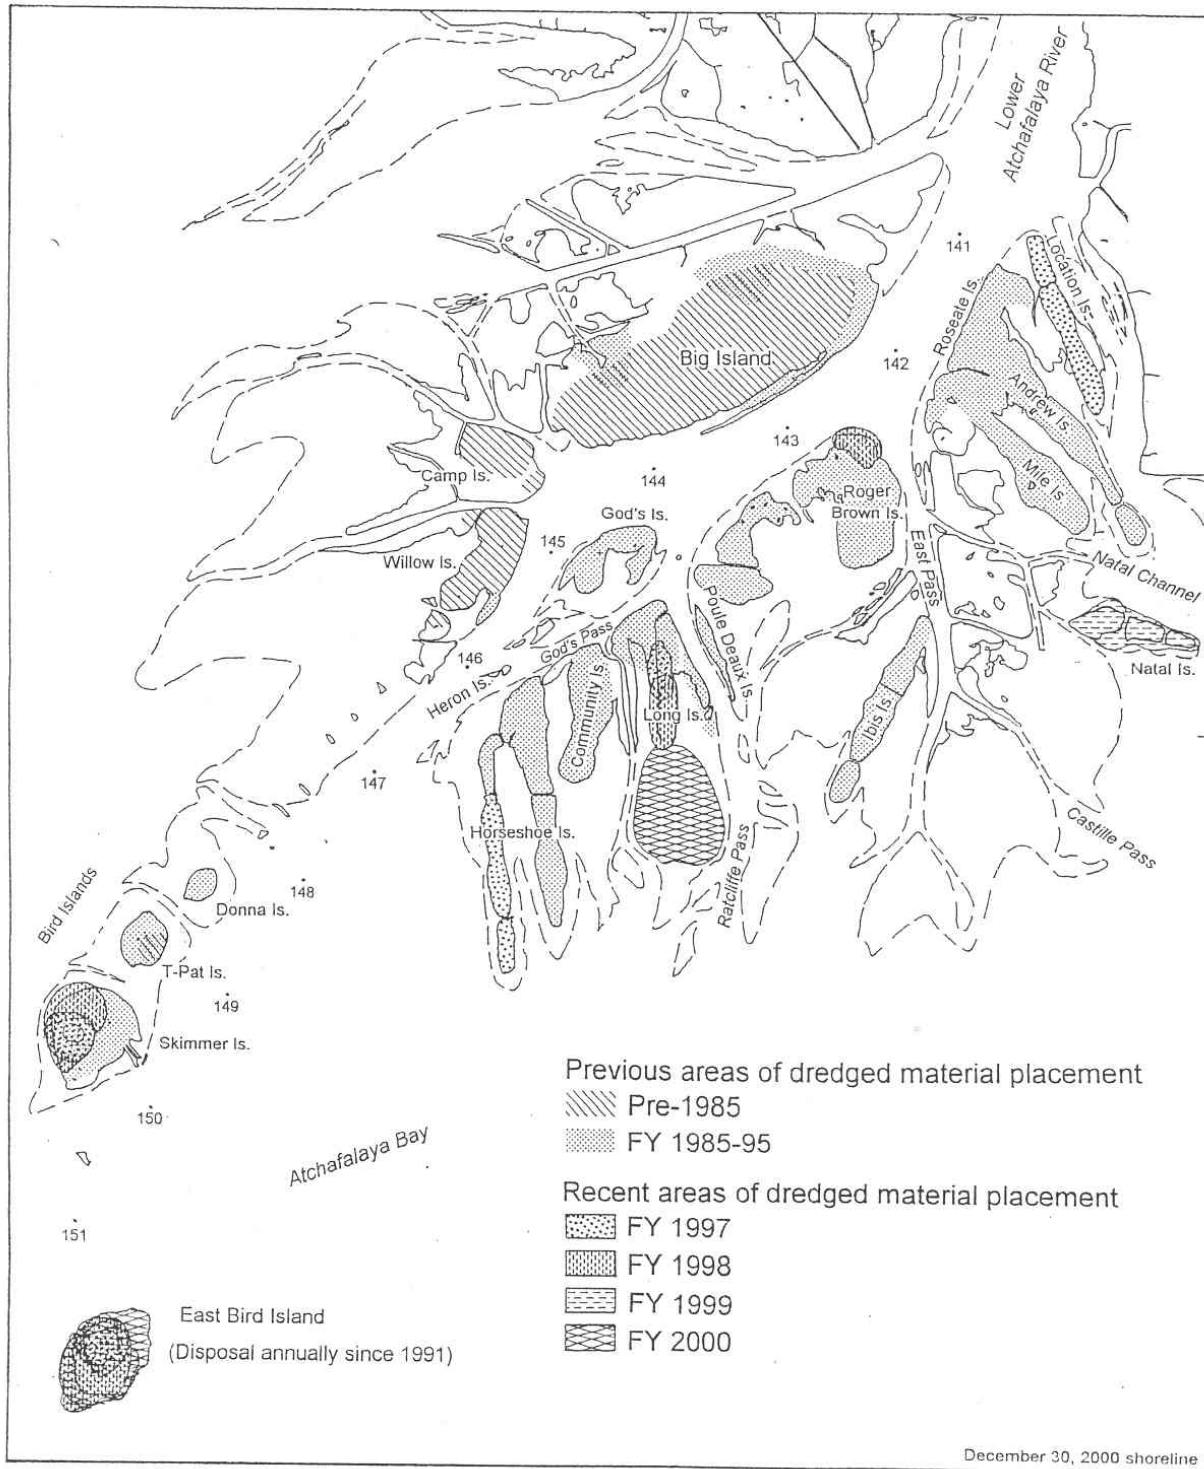 Lower
Atchafalaya River
141
Location Is.
Roseate Is.
142
Big Island
Andrew Is.
143
Camp Is.
144
Mile Is.
Roger
Brown Is.
God's Is.
145
East Pass
Willow Is.
Natal Channel
Poule Deaux Is.
God's Pass
146
Natal Is.
Heron Is.
Community Is.
Long Is.
Ibis Is.
147
Horseshoe Is.
Castille Pass
Ratcliffe Pass
148
Donna Is.
Bird Islands
T-Pat Is.
149
Skimmer Is.
150
Atchafalaya Bay
151
Previous areas of dredged material placement
Pre-1985
FY 1985-95
Recent areas of dredged material placement
FY 1997
FY 1998
FY 1999
FY 2000
East Bird Island
(Disposal annually since 1991)
December 30, 2000 shoreline